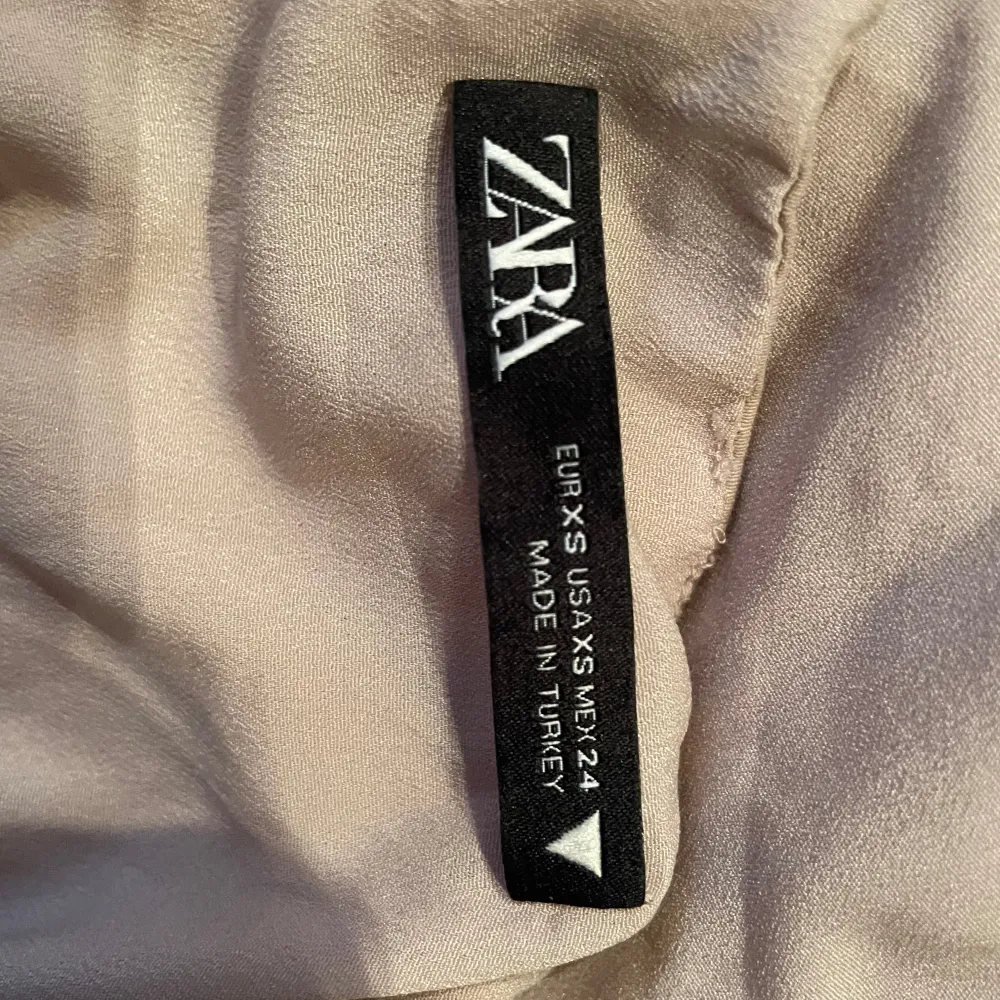 ZARA
EUR XS USA XS MEX 24
MADE IN TURKEY